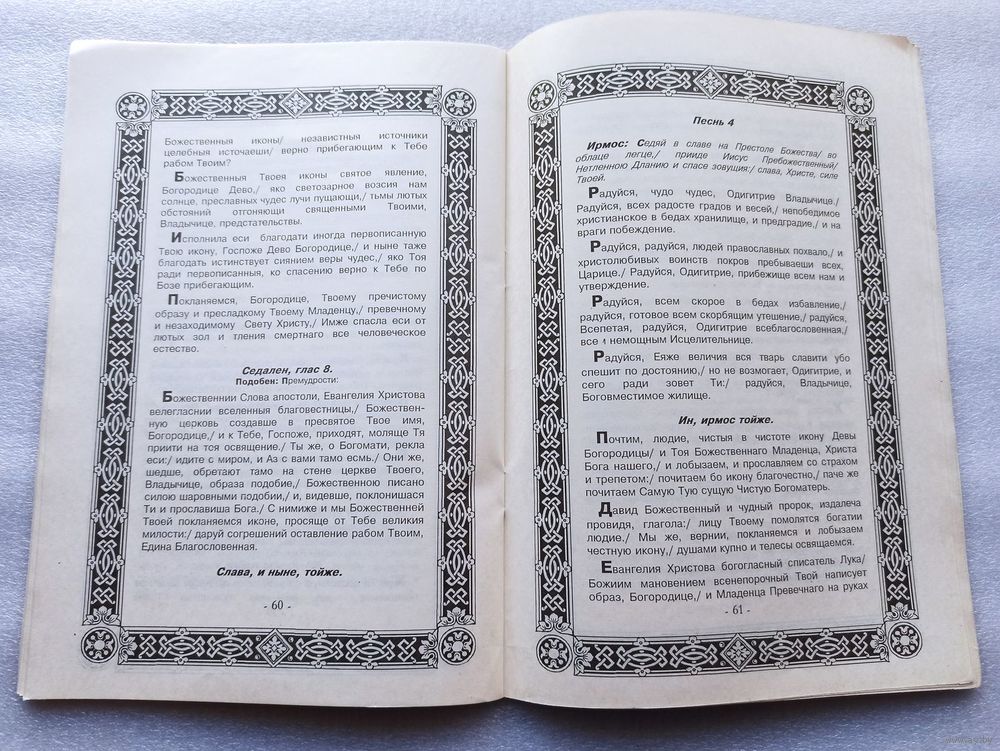 Божественныя иконы/ независтныя источники
целебныя источаеши/ верно прибегающим к Тебе
рабом Твоим?
Божественныя Твоея иконы святое явление,
Богородице Дево,/ яко светозарное возсия нам
солнце, преславных чудес лучи пущающи,/ тьмы лютых
обстояний отгоняющи священными Твоими,
Владычице, предстательствы.
Исполнила еси благодати иногда первописанную
Твою икону, Госпоже Дево Богородице,/ и ныне таже
благодать истинствует сиянием веры чудес,/ яко Тоя
ради первописанныя, ко спасению верно к Тебе по
Бозе прибегающим.
Покланяемся, Богородице, Твоему пречистому
образу и пресладкому Твоему Младенцу,/ превечному
и незаходимому Свету Христу,/ Имже спасла еси от
лютых зол и тления смертнаго все человеческое
естество.
Седален, глас 8.
Подобен: Премудрости:
Божественнии Слова апостоли, Евангелия Христова
велегласнии вселенныя благовестницы,/ Божествен-
ную церковь создавше в пресвятое Твое имя,
Богородице,/ и к Тебе, Госпоже, приходят, моляще Тя
приити на тоя освящение./ Ты же, о Богомати, рекла
еси:/ идите с миром, и Аз с вами тамо есмь./ Они же,
шедше, обретают тамо на стене церкве Твоего,
Владычице, образа подобие,/ Божественною писано
силою шаровными подобии,/ и, видевше, поклонишася
Ти и прославиша Бога./ С нимиже и мы Божественней
Твоей покланяемся иконе, просяще от Тебе великия
милости:/ даруй согрешений оставление рабом Твоим,
Едина Благословенная.
Слава, и ныне, тойже.
- 60 -
Песнь 4
Ирмос: Седяй в славе на Престоле Божества/ во
облаце легце,/ прииде Иисус Пребожественный/
Нетленною Дланию и спасе зовущия:/ слава, Христе, силе
Твоей.
Радуйся, чудо чудес, Одигитрие Владычице./
Радуйся, всех радосте градов и весей,/ непобедимое
христианское в бедах хранилище, и предградие,/ и на
враги побеждение.
Радуйся, радуйся, людей православных похвало,/ и
христолюбивых воинств покров пребываеши всех,
Царице./ Радуйся, Одигитрие, прибежище всем нам и
утверждение.
Радуйся, всем скорое в бедах избавление,/
радуйся, готовое всем скорбящим утешение,/ радуйся,
Всепетая, радуйся, Одигитрие всеблагословенная,/
все немощным Исцелительнице.
Радуйся, Еяже величия вся тварь славити убо
спешит по достоянию,/ но не возмогает, Одигитрие, и
сего ради зовет Ти:/ радуйся, Владычице,
Боговместимое жилище.
Ин, ирмос тойже.
Почтим, людие, чистыя в чистоте икону Девы
Богородицы/ и Тоя Божественнаго Младенца, Христа
Бога нашего,/ и лобызаем, и прославляем со страхом
и трепетом:/ почитаем бо икону благочестно,/ паче же
почитаем Самую Тую сущую Чистую Богоматерь.
Давид Божественный и чудный пророк, издалеча
провидя, глагола:/ лицу Твоему помолятся богатии
людие./ Мы же, вернии, покланяемся и лобызаем
честную икону,/ душами купно и телесы освящаемся.
Евангелия Христова богогласный списатель Лука/
Божиим мановением всенепорочный Твой написует
образ, Богородице,/ и Младенца Превечнаго на руках
- 61 -